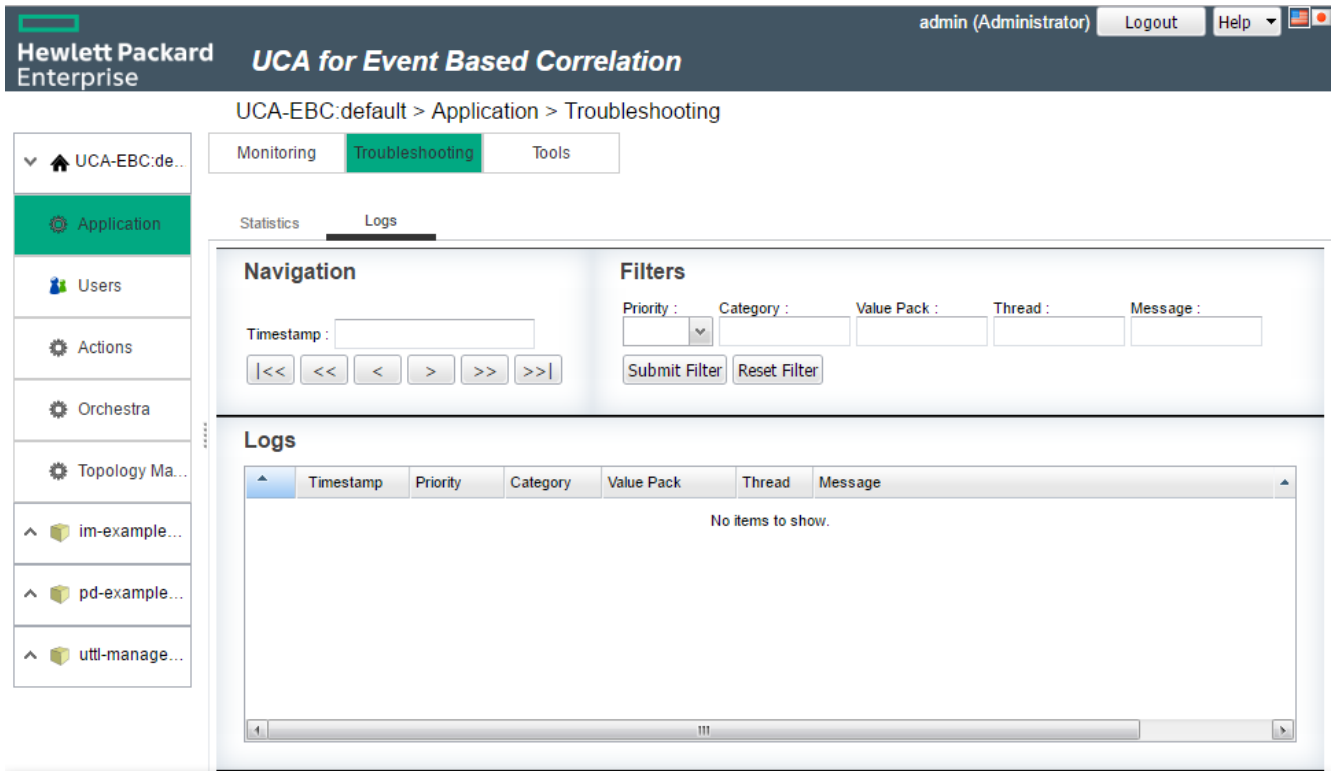 admin (Administrator) Logout Help
Hewlett Packard
Enterprise
UCA for Event Based Correlation
UCA-EBC:default > Application > Troubleshooting
UCA-EBC:de...
Monitoring Troubleshooting Tools
Application
Statistics Logs
Users
Actions
Orchestra
Topology Ma...
im-example...
pd-example...
uttl-manage...
Navigation
Timestamp :
|<< << < > >> >>|
Filters
Priority : Category : Value Pack : Thread : Message :
Submit Filter Reset Filter
Logs
Timestamp Priority Category Value Pack Thread Message
No items to show.